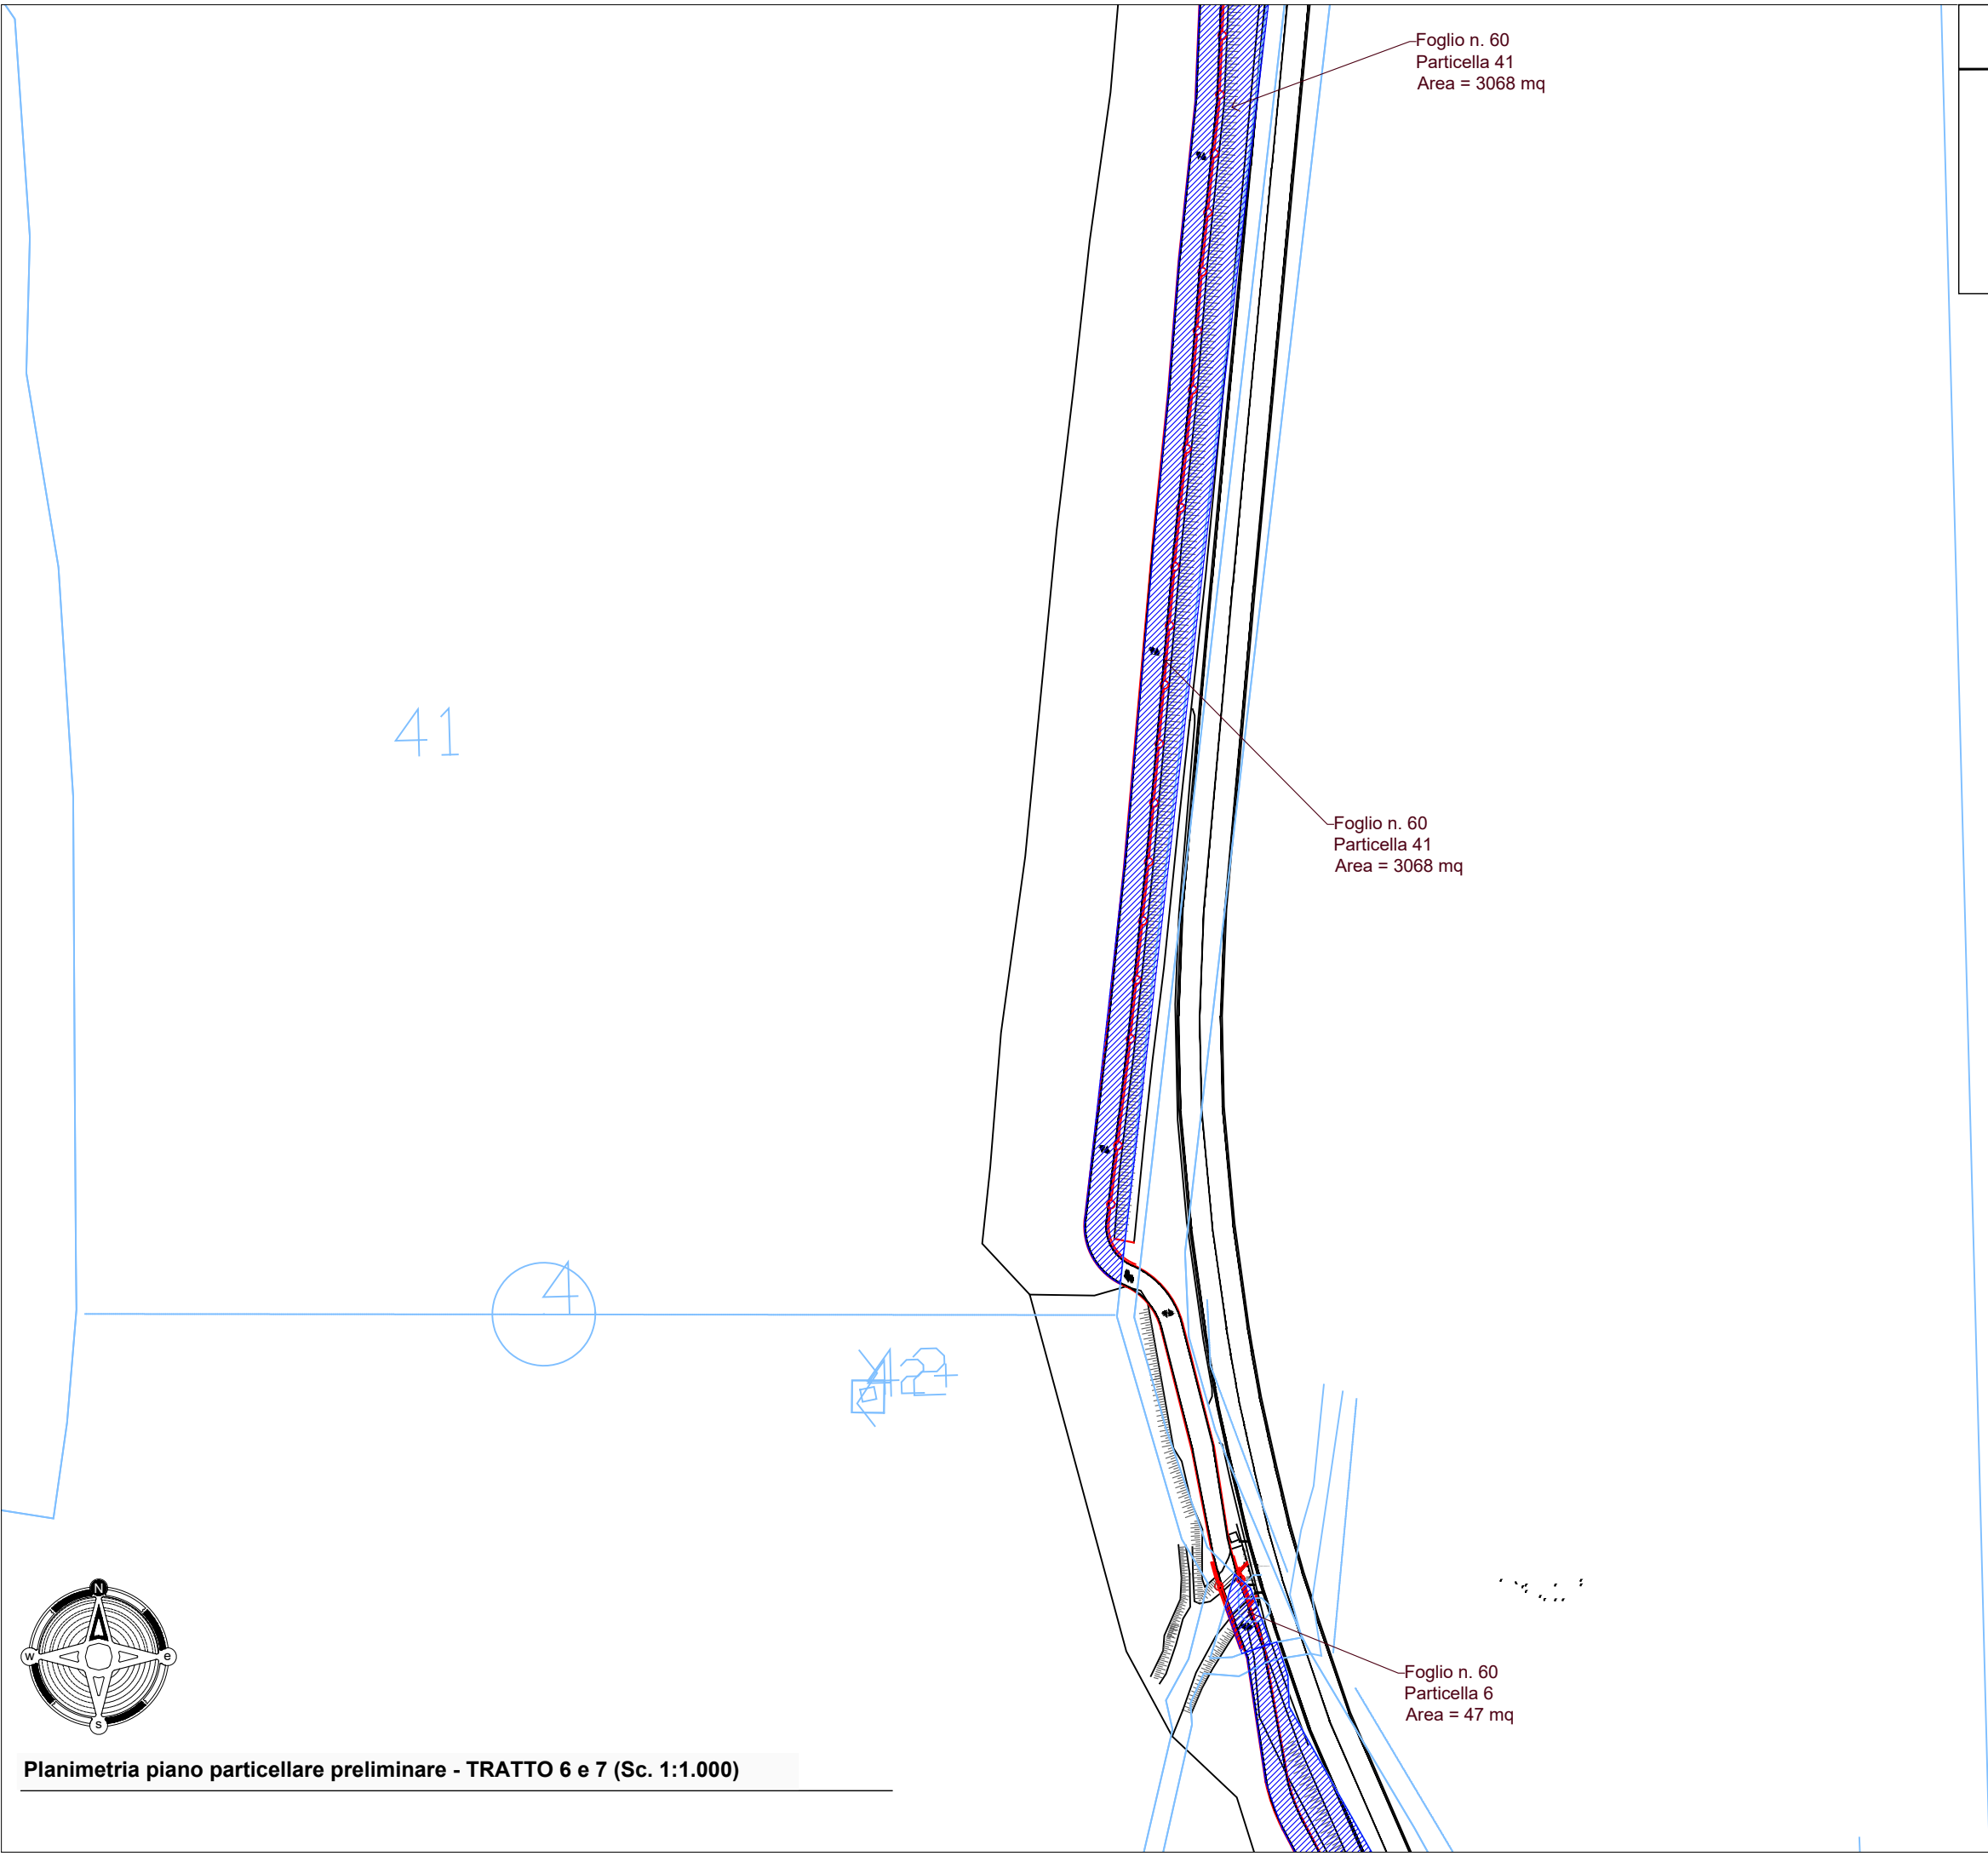 Foglio n. 60
Particella 41
Area = 3068 mq
41
Foglio n. 60
Particella 41
Area = 3068 mq
4
N
w
e
s
Foglio n. 60
Particella 6
Area = 47 mq
Planimetria piano particellare preliminare - TRATTO 6 e 7 (Sc. 1:1.000)